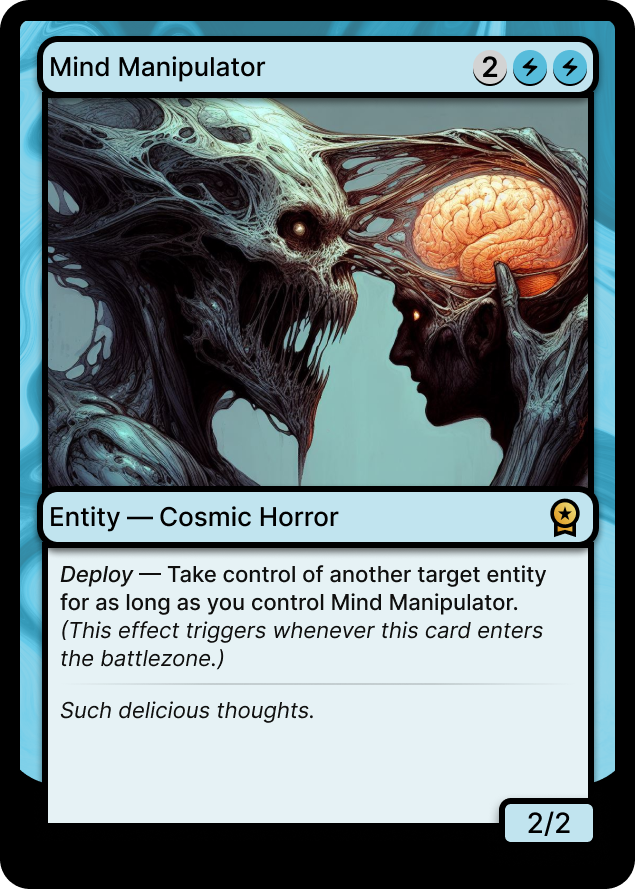 Mind Manipulator 2
Entity — Cosmic Horror
Deploy — Take control of another target entity
for as long as you control Mind Manipulator.
(This effect triggers whenever this card enters
the battlezone.)
Such delicious thoughts.
2/2